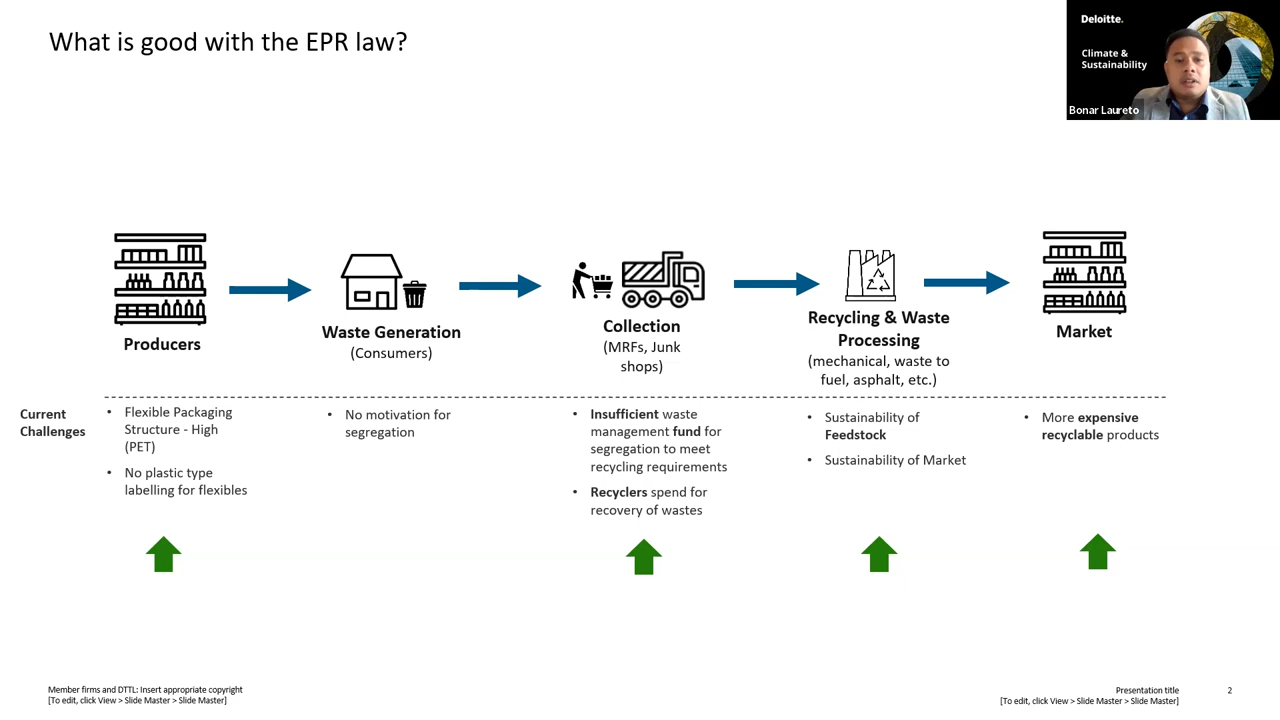 What is good with the EPR law?
Deloitte.
Climate &
Sustainability
Bonar Laureto
Producers
Waste Generation
(Consumers)
Collection
(MRFs, Junk
shops)
Recycling & Waste
Processing
(mechanical, waste to
fuel, asphalt, etc.)
Market
Current
Challenges
• Flexible Packaging
Structure - High
(PET)
• No plastic type
labelling for flexibles
• No motivation for
segregation
• Insufficient waste
management fund for
segregation to meet
recycling requirements
• Recyclers spend for
recovery of wastes
• Sustainability of
Feedstock
• Sustainability of Market
• More expensive
recyclable products
Member firms and DTTL: Insert appropriate copyright
[To edit, click View > Slide Master > Slide Master]
Presentation title
[To edit, click View > Slide Master > Slide Master]
2